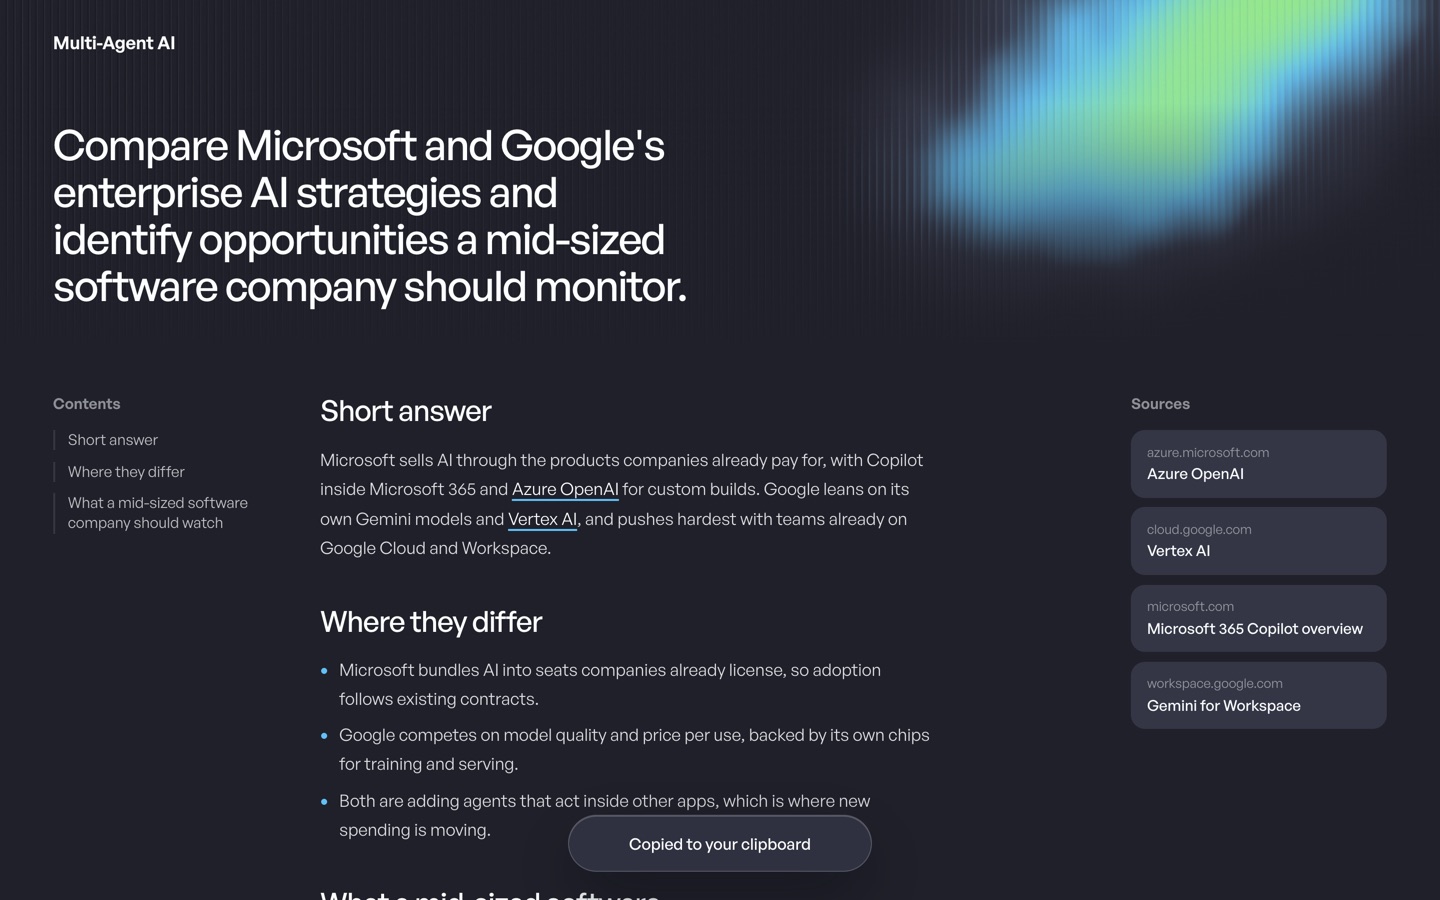 Multi-Agent AI
Compare Microsoft and Google's
enterprise AI strategies and
identify opportunities a mid-sized
software company should monitor.
Contents
Short answer
Where they differ
What a mid-sized software
company should watch
Short answer
Microsoft sells AI through the products companies already pay for, with Copilot
inside Microsoft 365 and Azure OpenAI for custom builds. Google leans on its
own Gemini models and Vertex AI, and pushes hardest with teams already on
Google Cloud and Workspace.
Where they differ
• Microsoft bundles AI into seats companies already license, so adoption
follows existing contracts.
• Google competes on model quality and price per use, backed by its own chips
for training and serving.
• Both are adding agents that act inside other apps, which is where new
spending is moving.
What a mid-sized software
Sources
azure.microsoft.com
Azure OpenAI
cloud.google.com
Vertex AI
microsoft.com
Microsoft 365 Copilot overview
workspace.google.com
Gemini for Workspace
Copied to your clipboard